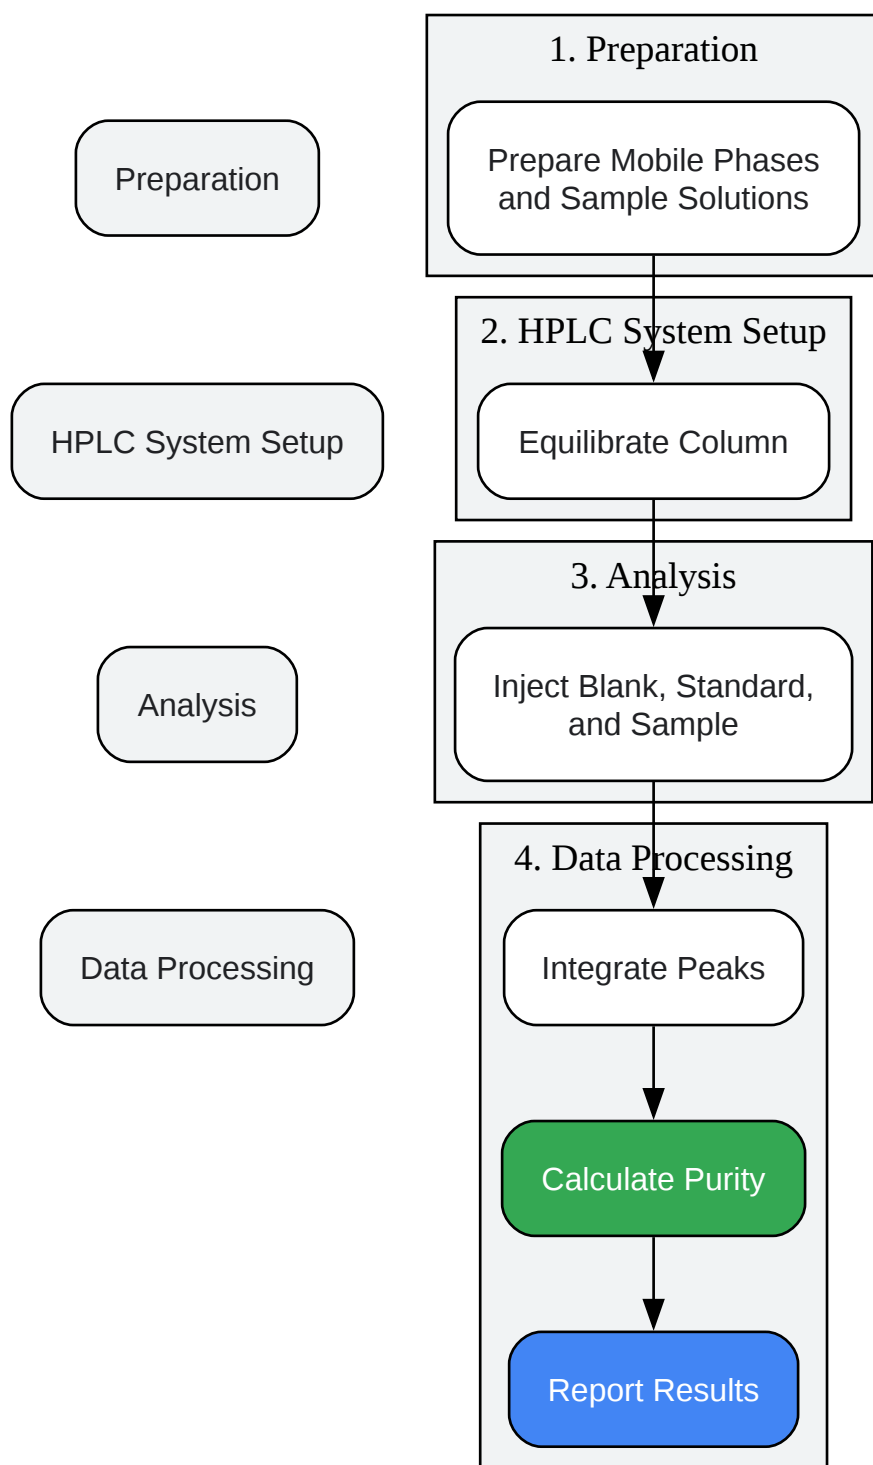 1. Preparation
Preparation
Prepare Mobile Phases
and Sample Solutions
2. HPLC System Setup
HPLC System Setup
Equilibrate Column
3. Analysis
Analysis
Inject Blank, Standard,
and Sample
4. Data Processing
Data Processing
Integrate Peaks
Calculate Purity
Report Results